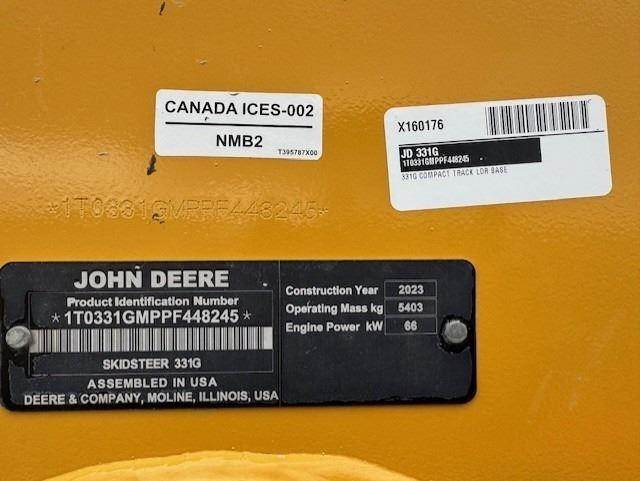 CANADA ICES-002
NMB2
T395787X00
X160176
JD 331G
1T0331GMPPF448245
331G COMPACT TRACK LDR BASE
*1T0331GMPPF448245*
JOHN DEERE
Product Identification Number
*1T0331GMPPF448245*
SKIDSTEER 331G
ASSEMBLED IN USA
DEERE & COMPANY, MOLINE, ILLINOIS, USA
Construction Year 2023
Operating Mass kg 5403
Engine Power kW 66